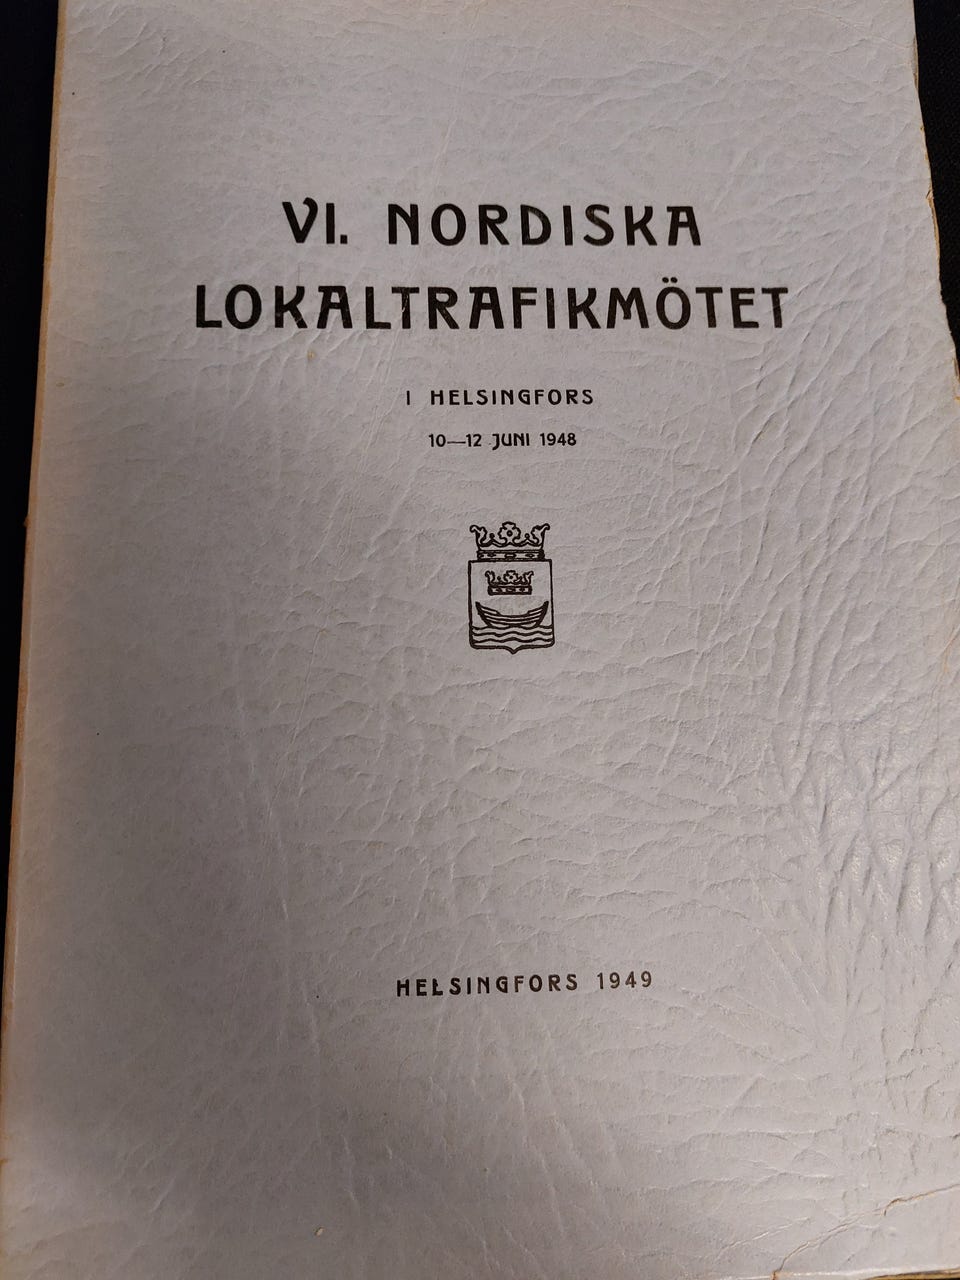 VI. NORDISKA
LOKALTRAFIKMÖTET
I HELSINGFORS
10—12 JUNI 1948
HELSINGFORS 1949